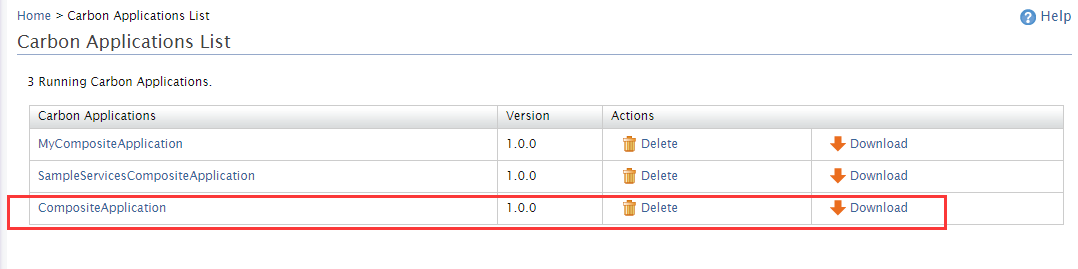 Home > Carbon Applications List
Help
Carbon Applications List
3 Running Carbon Applications.
Carbon Applications Version Actions
MyCompositeApplication 1.0.0 Delete Download
SampleServicesCompositeApplication 1.0.0 Delete Download
CompositeApplication 1.0.0 Delete Download